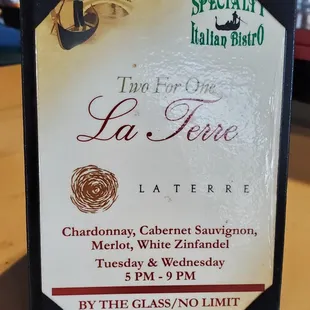 SPECIALTY
Italian BistrO
Two For One
La Terre
LATERRE
Chardonnay, Cabernet Sauvignon,
Merlot, White Zinfandel
Tuesday & Wednesday
5 PM - 9 PM
BY THE GLASS/NO LIMIT